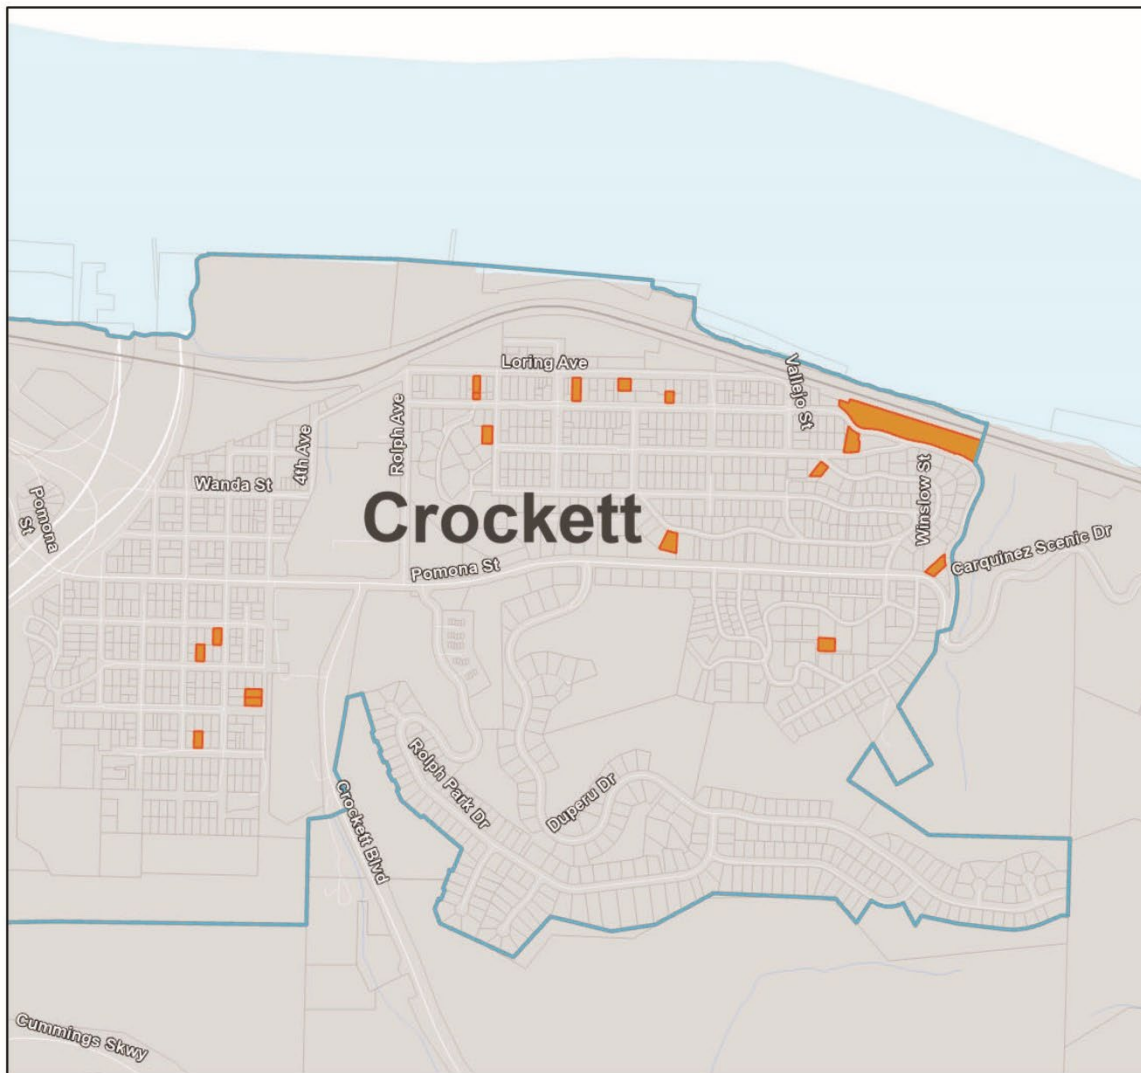 Loring Ave
Vallejo St
Rolph Ave
4th Ave
Wanda St
Winslow St
Pomona
St
Crockett
Carquinez Scenic Dr
Pomona St
Rolph Park Dr
Duperu Dr
Crockett Blvd
Cummings Skwy